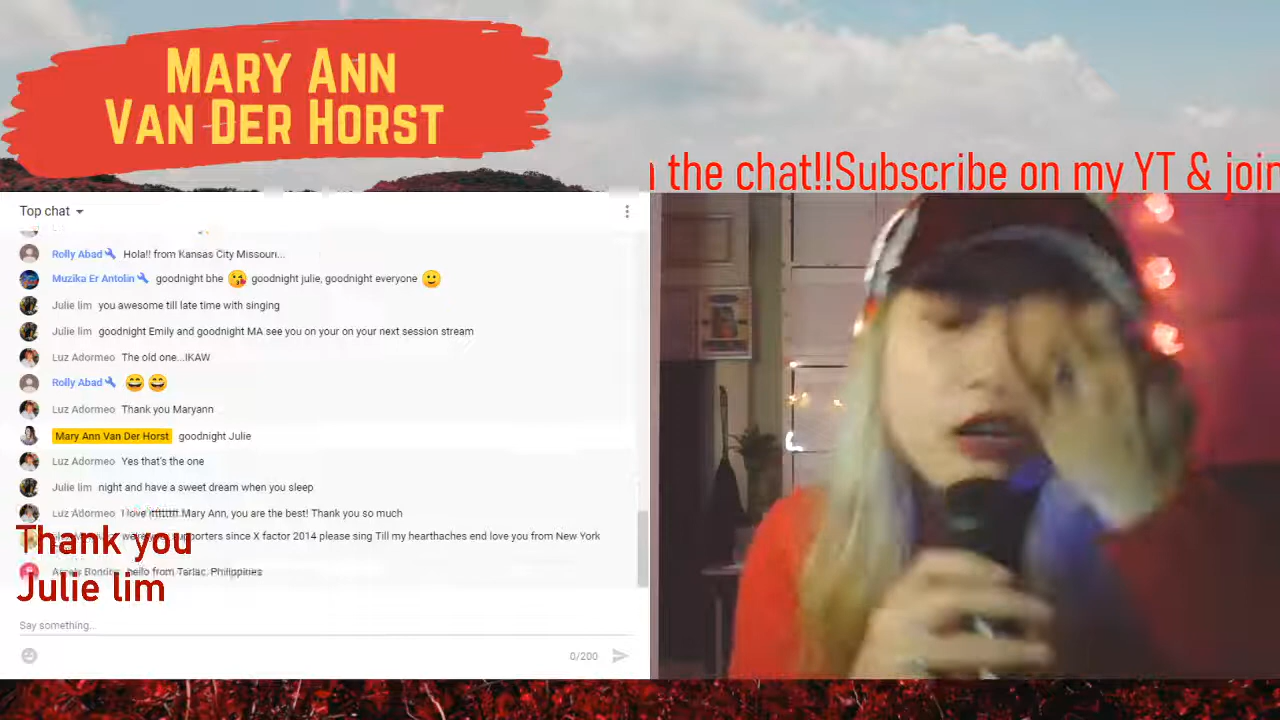 MARY ANN
VAN DER HORST
the chat!!Subscribe on my YT & join
Top chat
Rolly Abad Hola!! from Kansas City Missouri...
Muzika Er Antolin goodnight bhe 😘 goodnight julie, goodnight everyone 🙂
Julie lim you awesome till late time with singing
Julie lim goodnight Emily and goodnight MA see you on your on your next session stream
Luz Adormeo The old one...IKAW
Rolly Abad 😄 😄
Luz Adormeo Thank you Maryann
Mary Ann Van Der Horst goodnight Julie
Luz Adormeo Yes that's the one
Julie lim night and have a sweet dream when you sleep
Luz Adormeo I love Mary Ann, you are the best! Thank you so much
supporters since X factor 2014 please sing Till my hearthaches end love you from New York
hello from Tarlac, Philippines
Thank you
Julie lim
Say something...
0/200